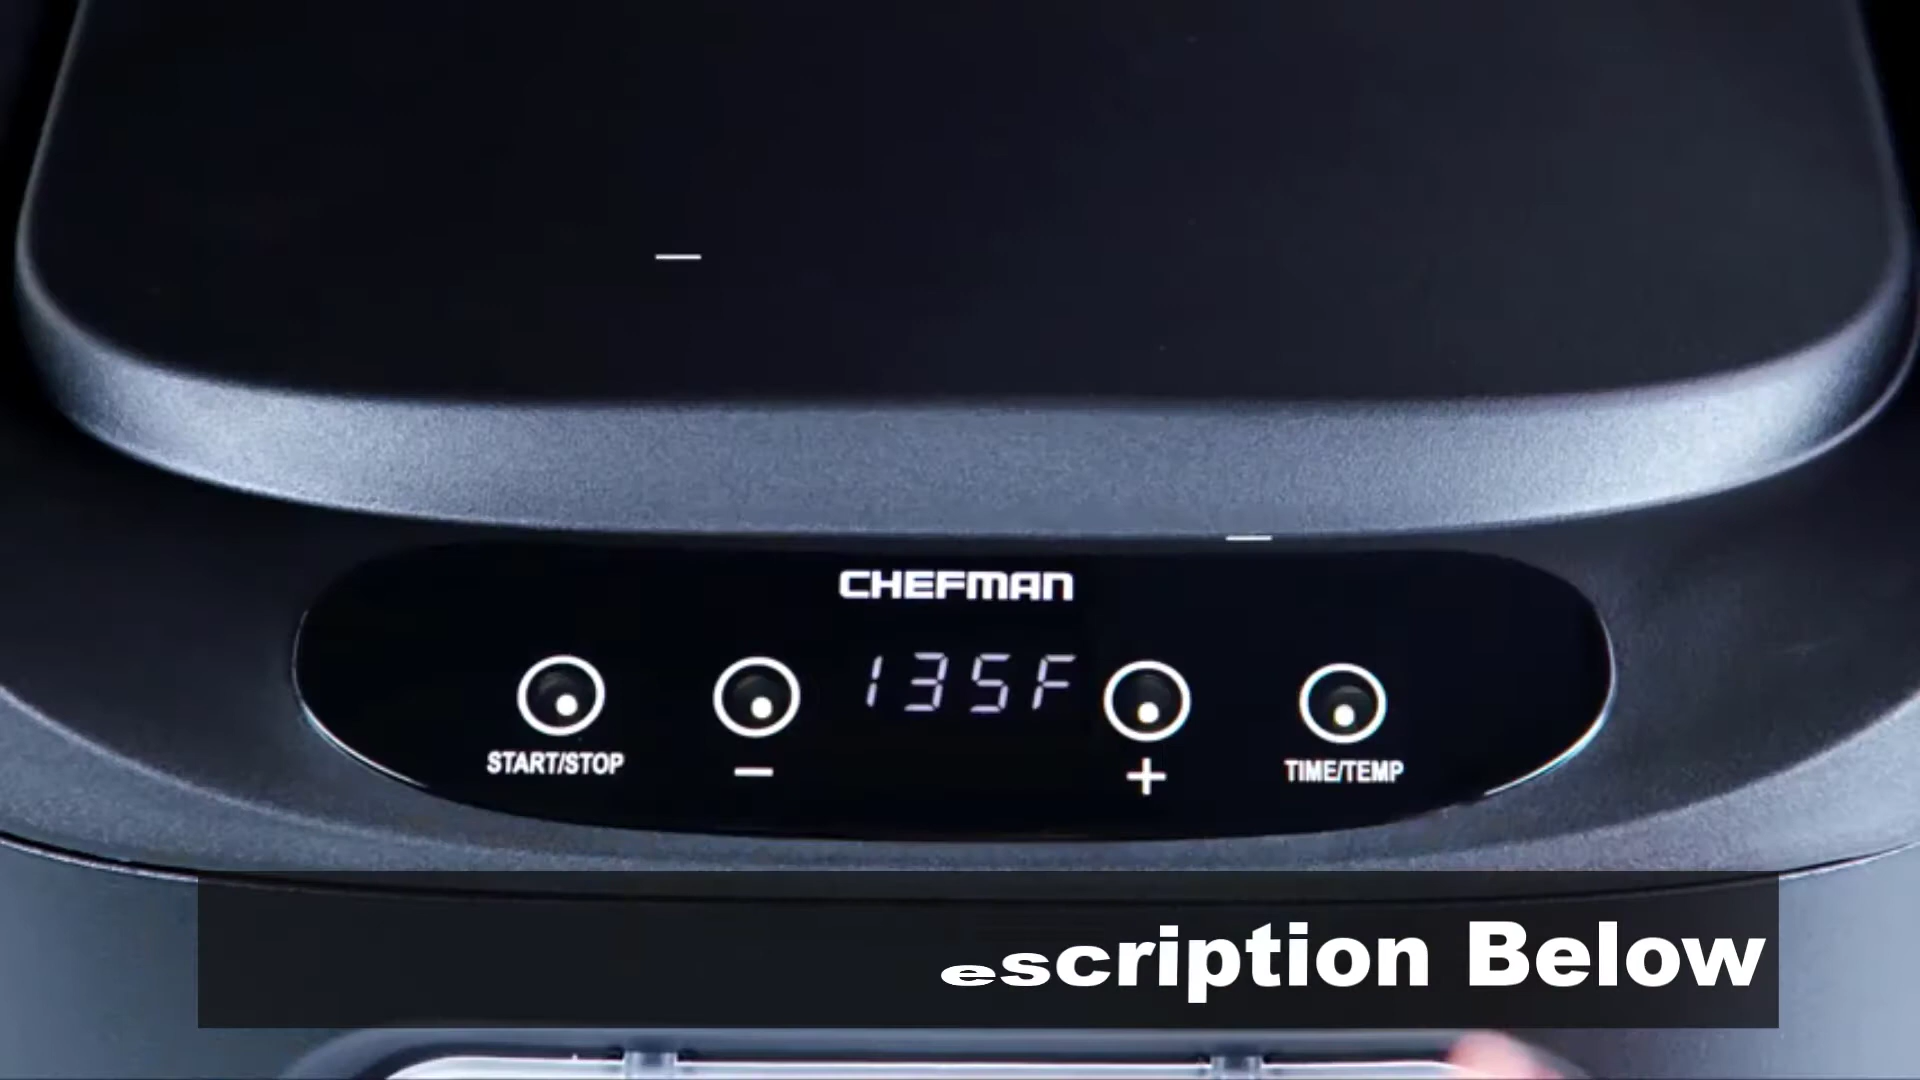 CHEFMAN
135F
START/STOP
−
+
TIME/TEMP
escription Below